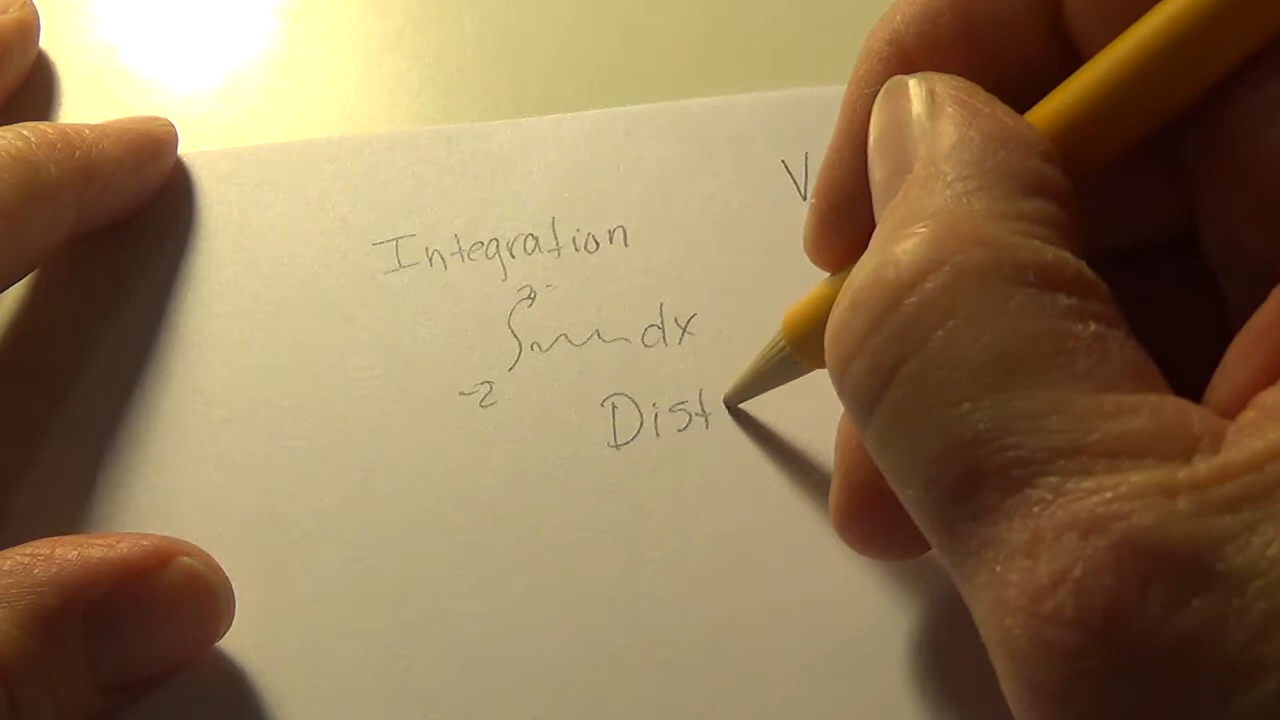 V
Integration
∫ dx
-2
Dist